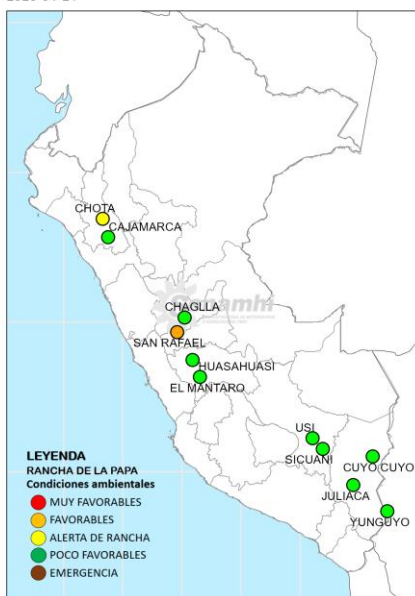 CHOTA
CAJAMARCA
CHAGLLA
SAN RAFAEL
HUASAHUASI
EL MANTARO
USI
SICUANI
CUYO CUYO
JULIACA
YUNGUYO
LEYENDA
RANCHA DE LA PAPA
Condiciones ambientales
MUY FAVORABLES
FAVORABLES
ALERTA DE RANCHA
POCO FAVORABLES
EMERGENCIA